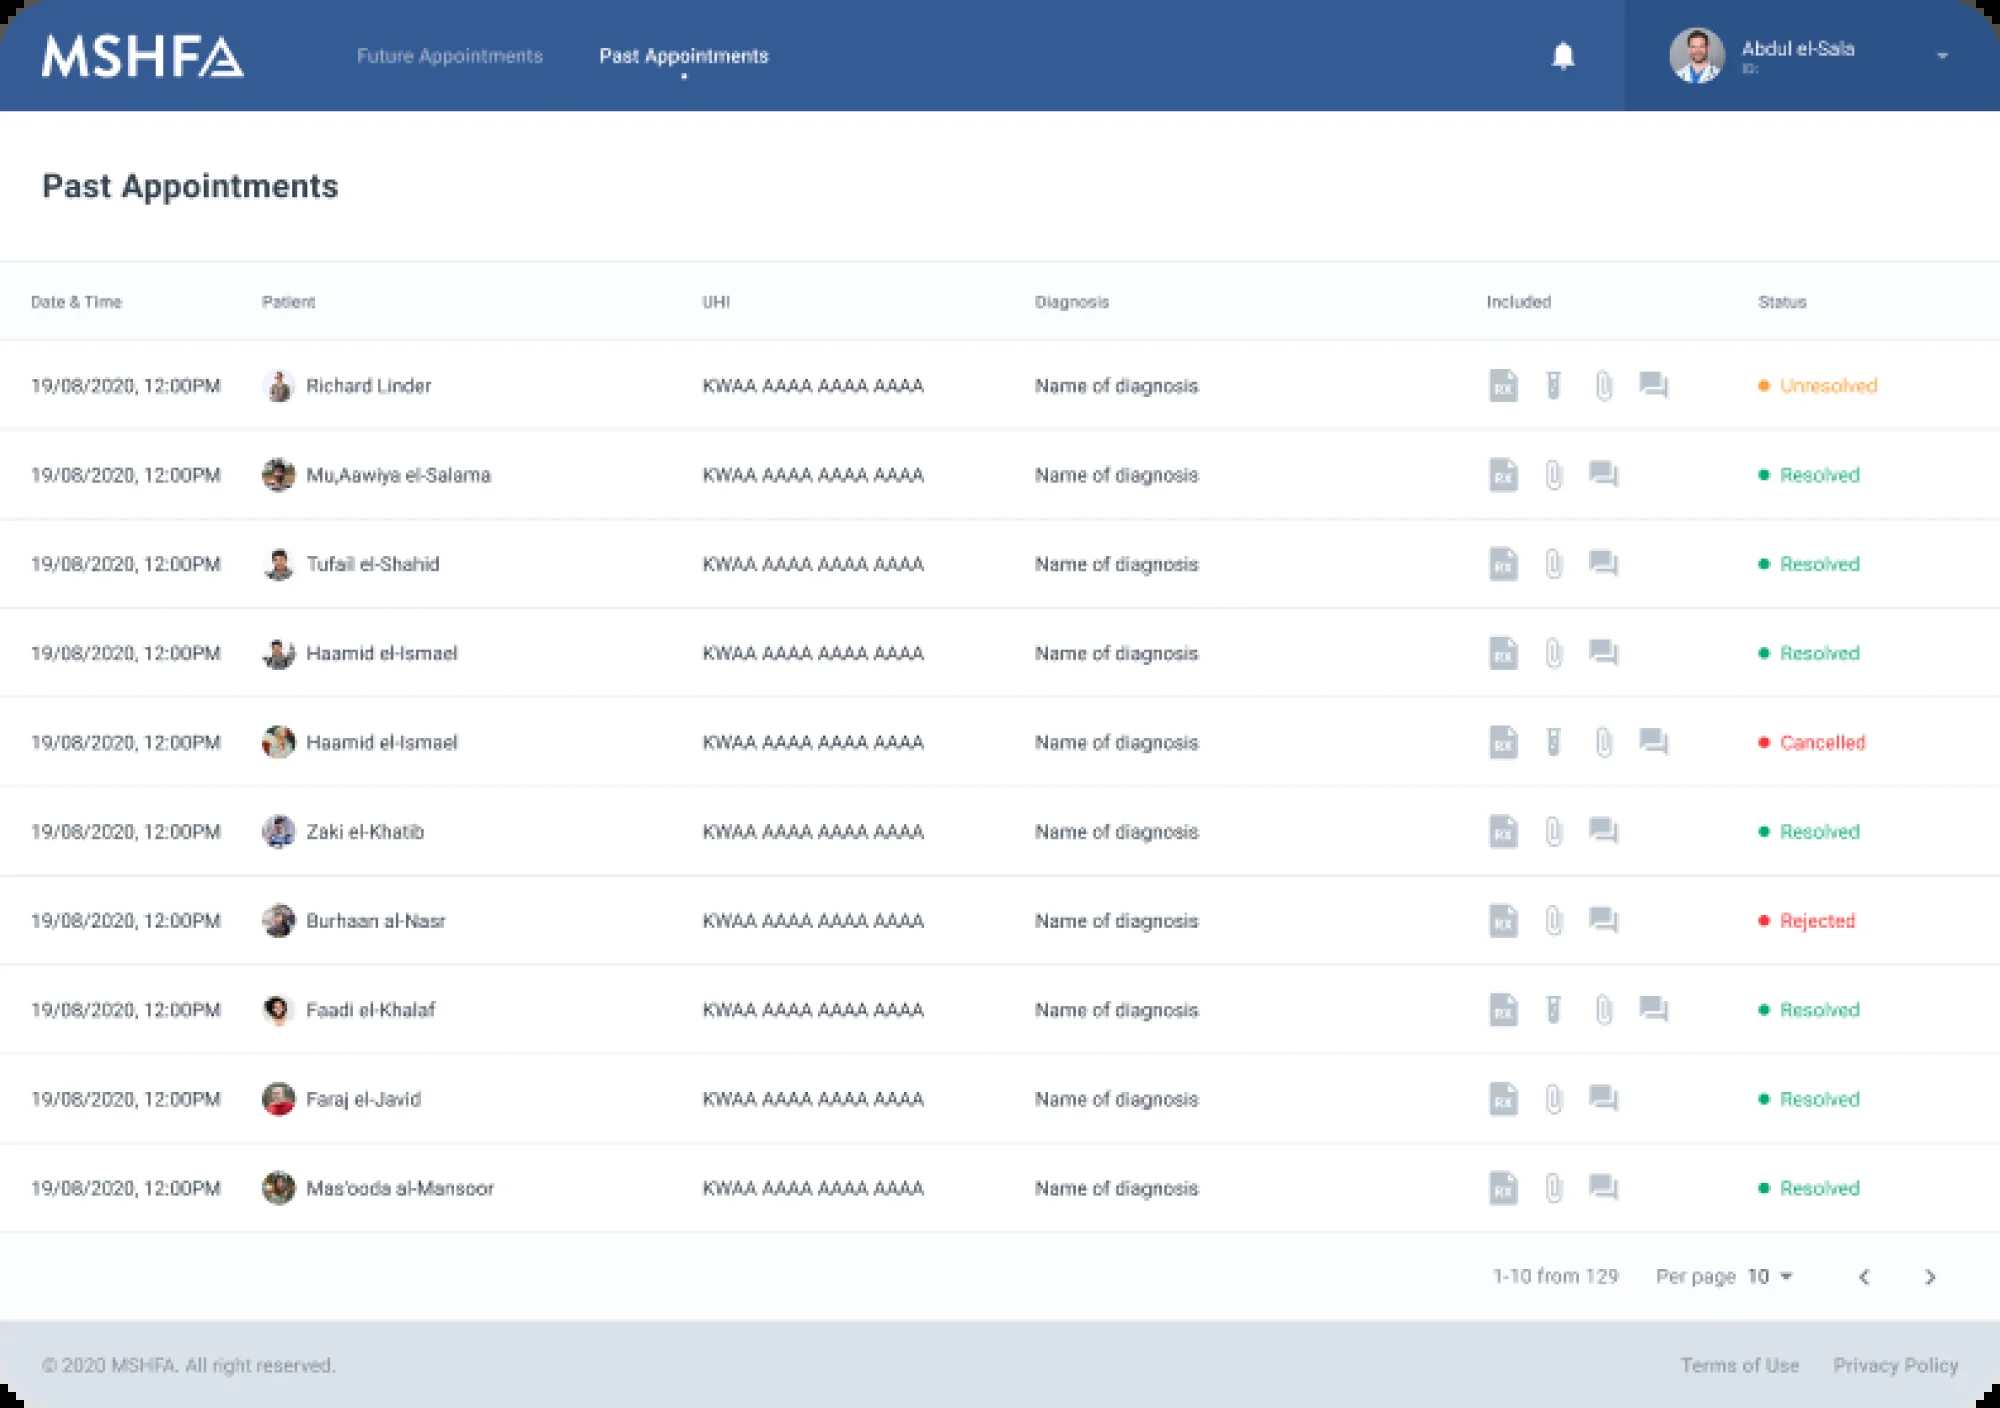 MSHFA Future Appointments Past Appointments Abdul el-Sala
ID:
Past Appointments
Date & Time Patient UHI Diagnosis Included Status
19/08/2020, 12:00PM Richard Linder KWAA AAAA AAAA AAAA Name of diagnosis RX Unresolved
19/08/2020, 12:00PM Mu,Aawiya el-Salama KWAA AAAA AAAA AAAA Name of diagnosis RX Resolved
19/08/2020, 12:00PM Tufail el-Shahid KWAA AAAA AAAA AAAA Name of diagnosis RX Resolved
19/08/2020, 12:00PM Haamid el-Ismael KWAA AAAA AAAA AAAA Name of diagnosis RX Resolved
19/08/2020, 12:00PM Haamid el-Ismael KWAA AAAA AAAA AAAA Name of diagnosis RX Cancelled
19/08/2020, 12:00PM Zaki el-Khatib KWAA AAAA AAAA AAAA Name of diagnosis RX Resolved
19/08/2020, 12:00PM Burhaan al-Nasr KWAA AAAA AAAA AAAA Name of diagnosis RX Rejected
19/08/2020, 12:00PM Faadi el-Khalaf KWAA AAAA AAAA AAAA Name of diagnosis RX Resolved
19/08/2020, 12:00PM Faraj el-Javid KWAA AAAA AAAA AAAA Name of diagnosis RX Resolved
19/08/2020, 12:00PM Mas'ooda al-Mansoor KWAA AAAA AAAA AAAA Name of diagnosis RX Resolved
1-10 from 129 Per page 10
© 2020 MSHFA. All right reserved. Terms of Use Privacy Policy